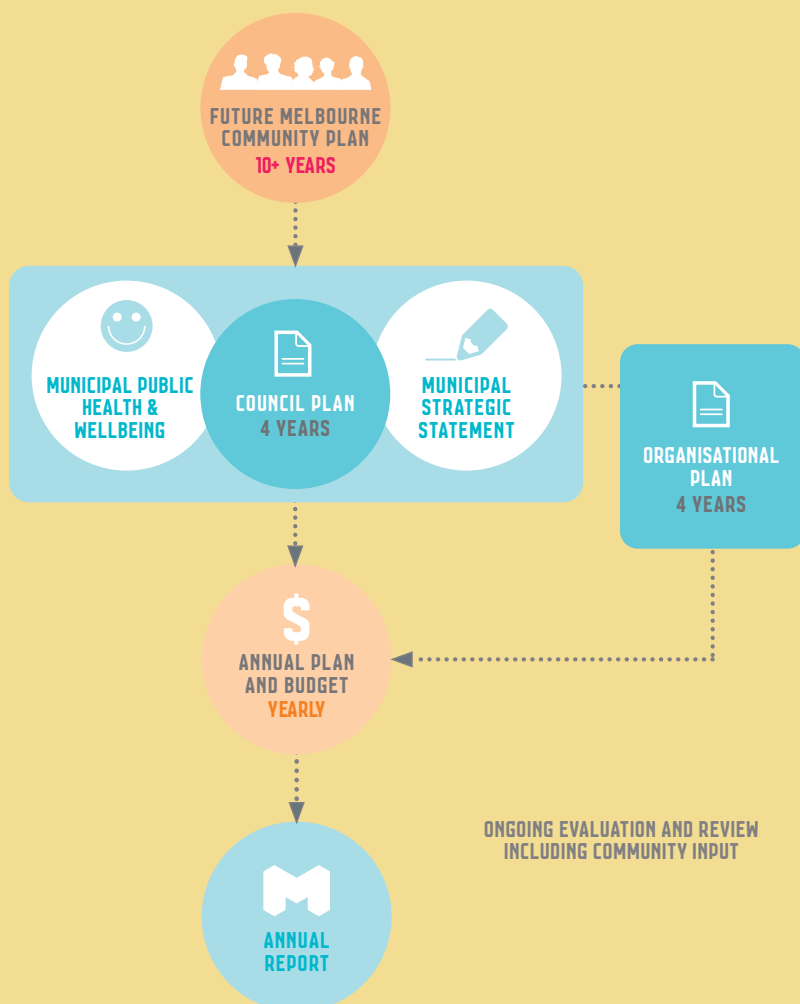 FUTURE MELBOURNE
COMMUNITY PLAN
10+ YEARS
MUNICIPAL PUBLIC
HEALTH &
WELLBEING
COUNCIL PLAN
4 YEARS
MUNICIPAL
STRATEGIC
STATEMENT
ORGANISATIONAL
PLAN
4 YEARS
$
ANNUAL PLAN
AND BUDGET
YEARLY
ONGOING EVALUATION AND REVIEW
INCLUDING COMMUNITY INPUT
M
ANNUAL
REPORT